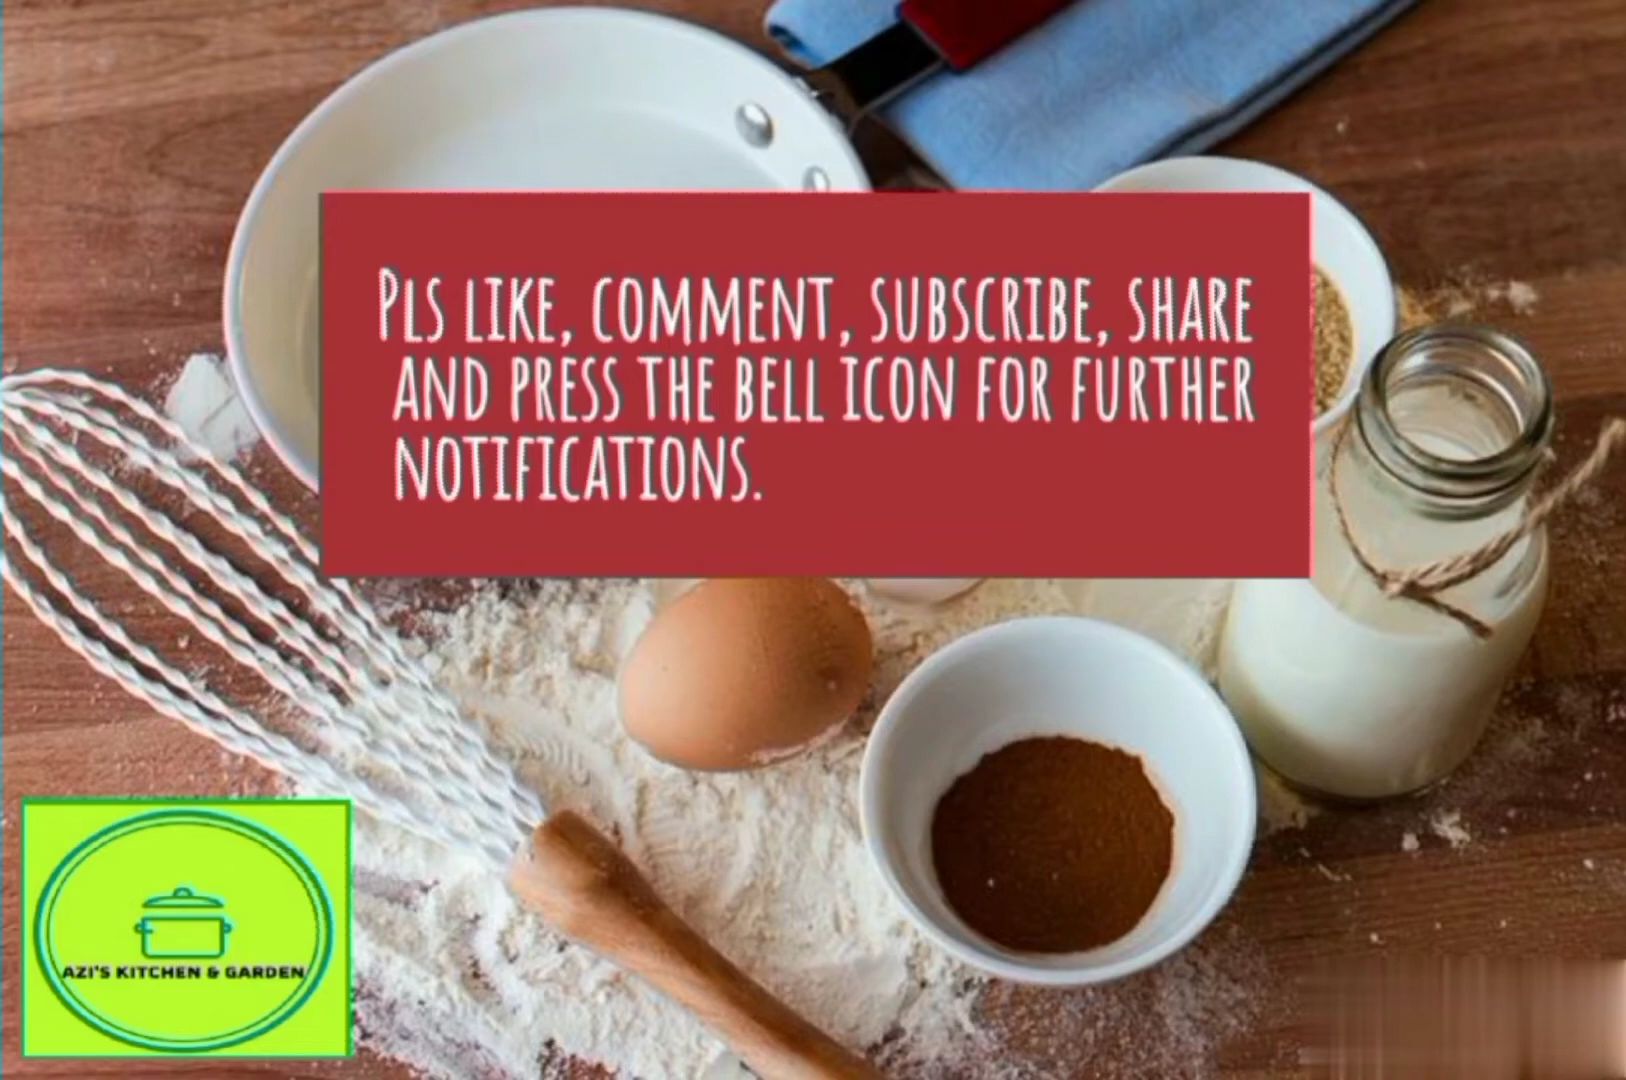 PLS LIKE, COMMENT, SUBSCRIBE, SHARE
AND PRESS THE BELL ICON FOR FURTHER
NOTIFICATIONS.
AZI'S KITCHEN & GARDEN